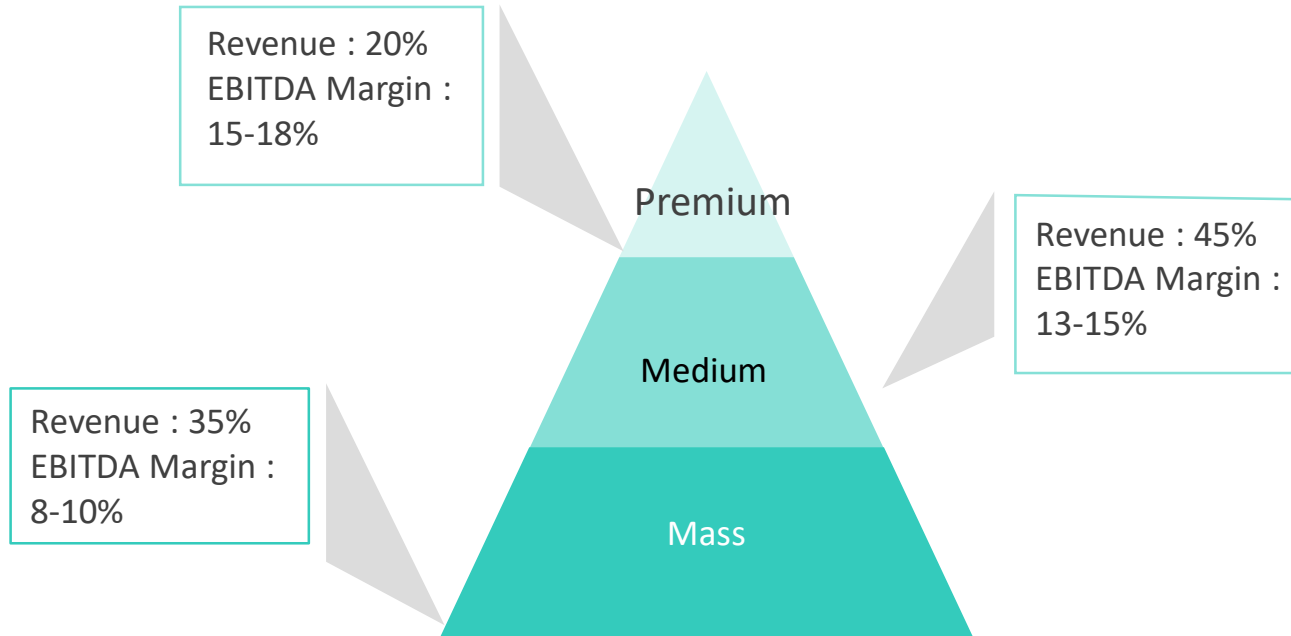 Revenue : 20%
EBITDA Margin :
15-18%
Premium
Revenue : 45%
EBITDA Margin :
13-15%
Medium
Revenue : 35%
EBITDA Margin :
8-10%
Mass